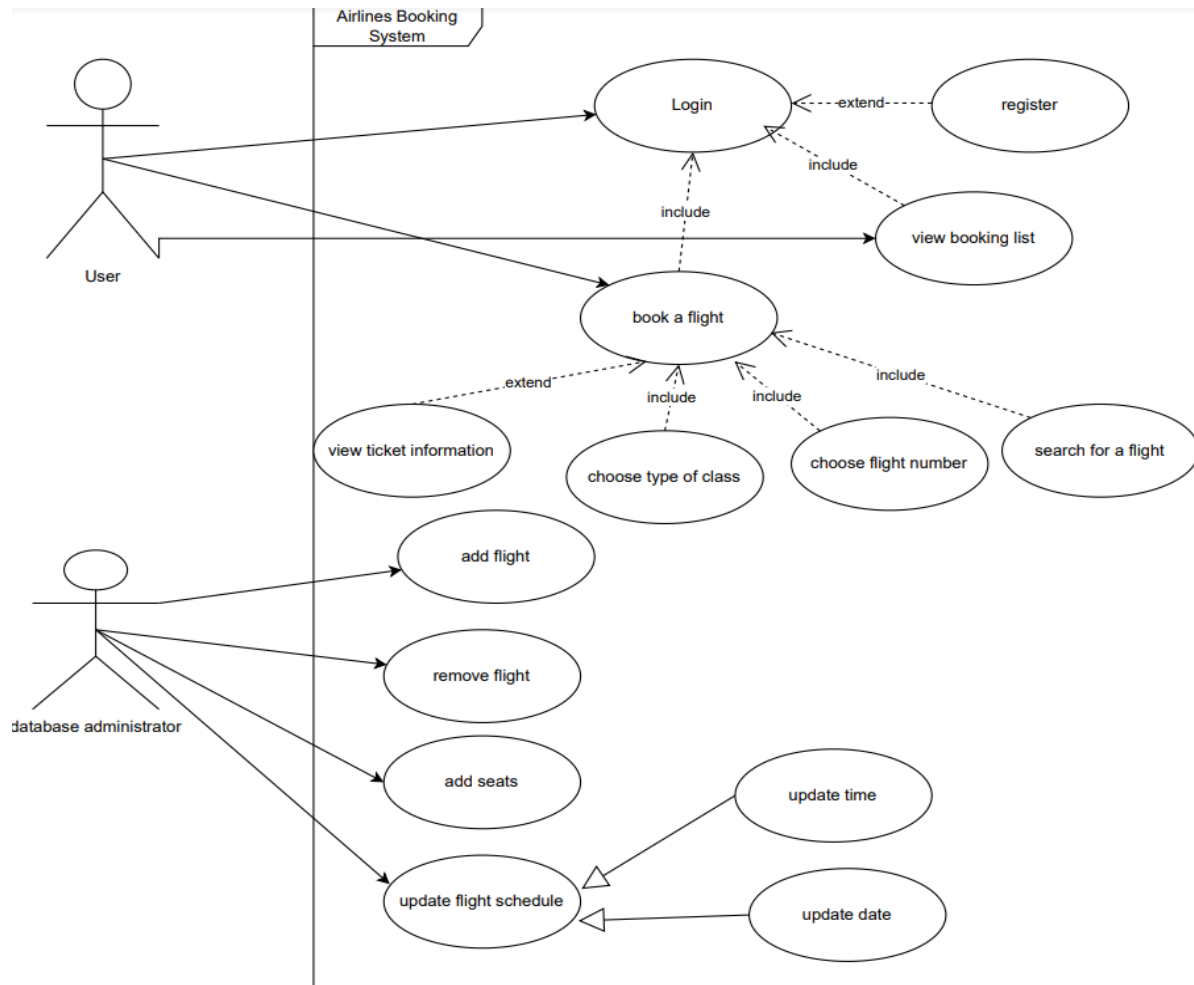 Airlines Booking
System
Login
extend
register
include
include
view booking list
User
book a flight
extend
include
include
include
view ticket information
choose type of class
choose flight number
search for a flight
add flight
remove flight
database administrator
add seats
update time
update flight schedule
update date